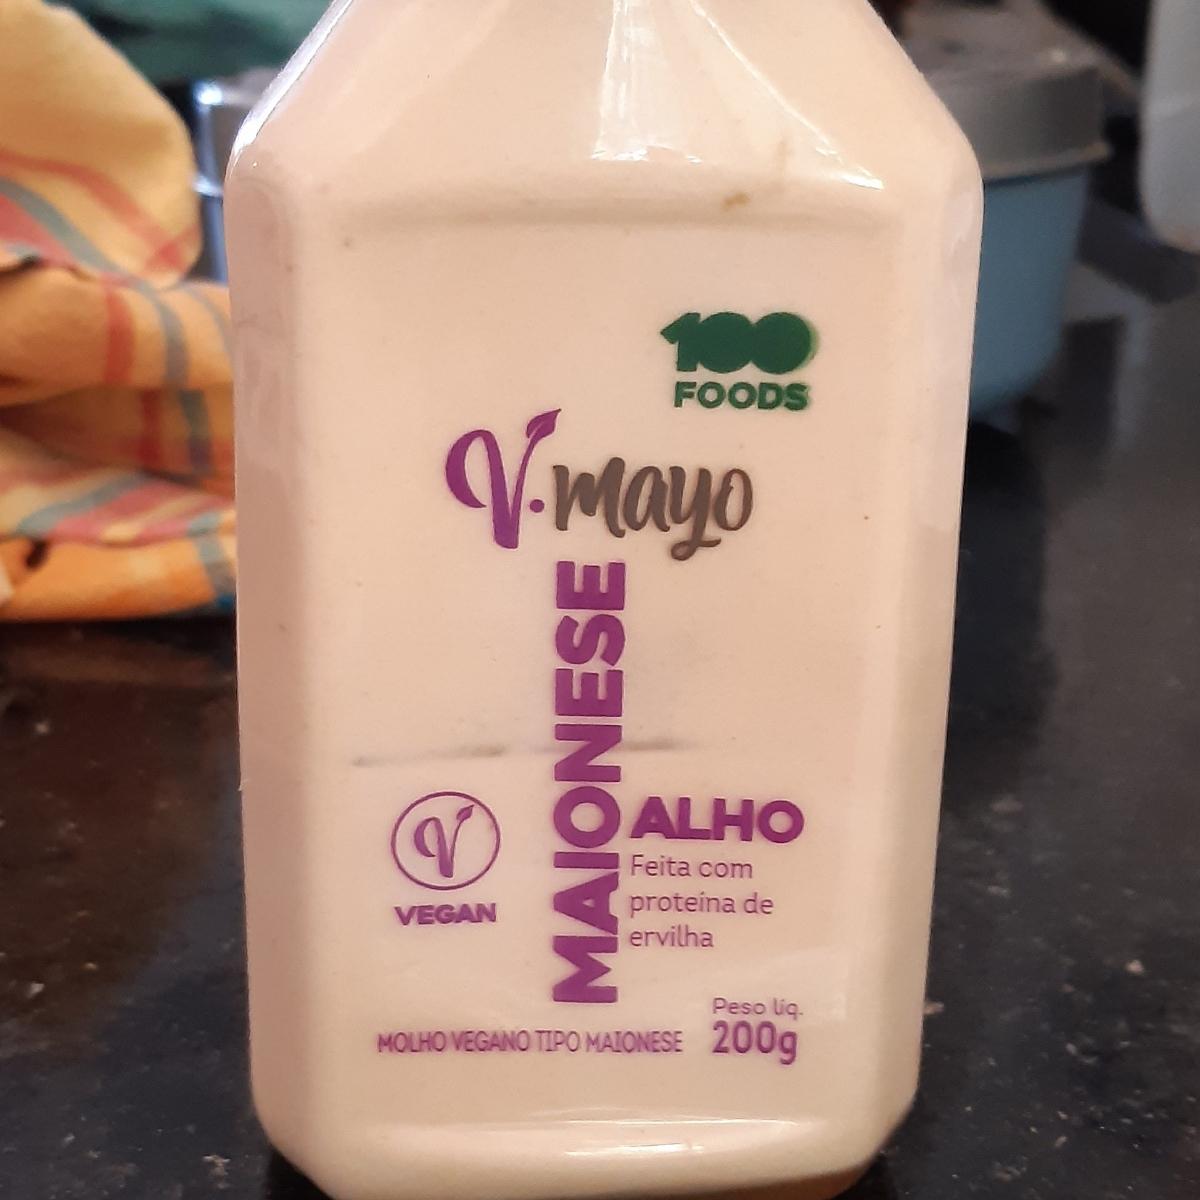 100
FOODS
V.mayo
MAIONESE
ALHO
Feita com
proteína de
ervilha
V
VEGAN
MOLHO VEGANO TIPO MAIONESE
Peso líq.
200g